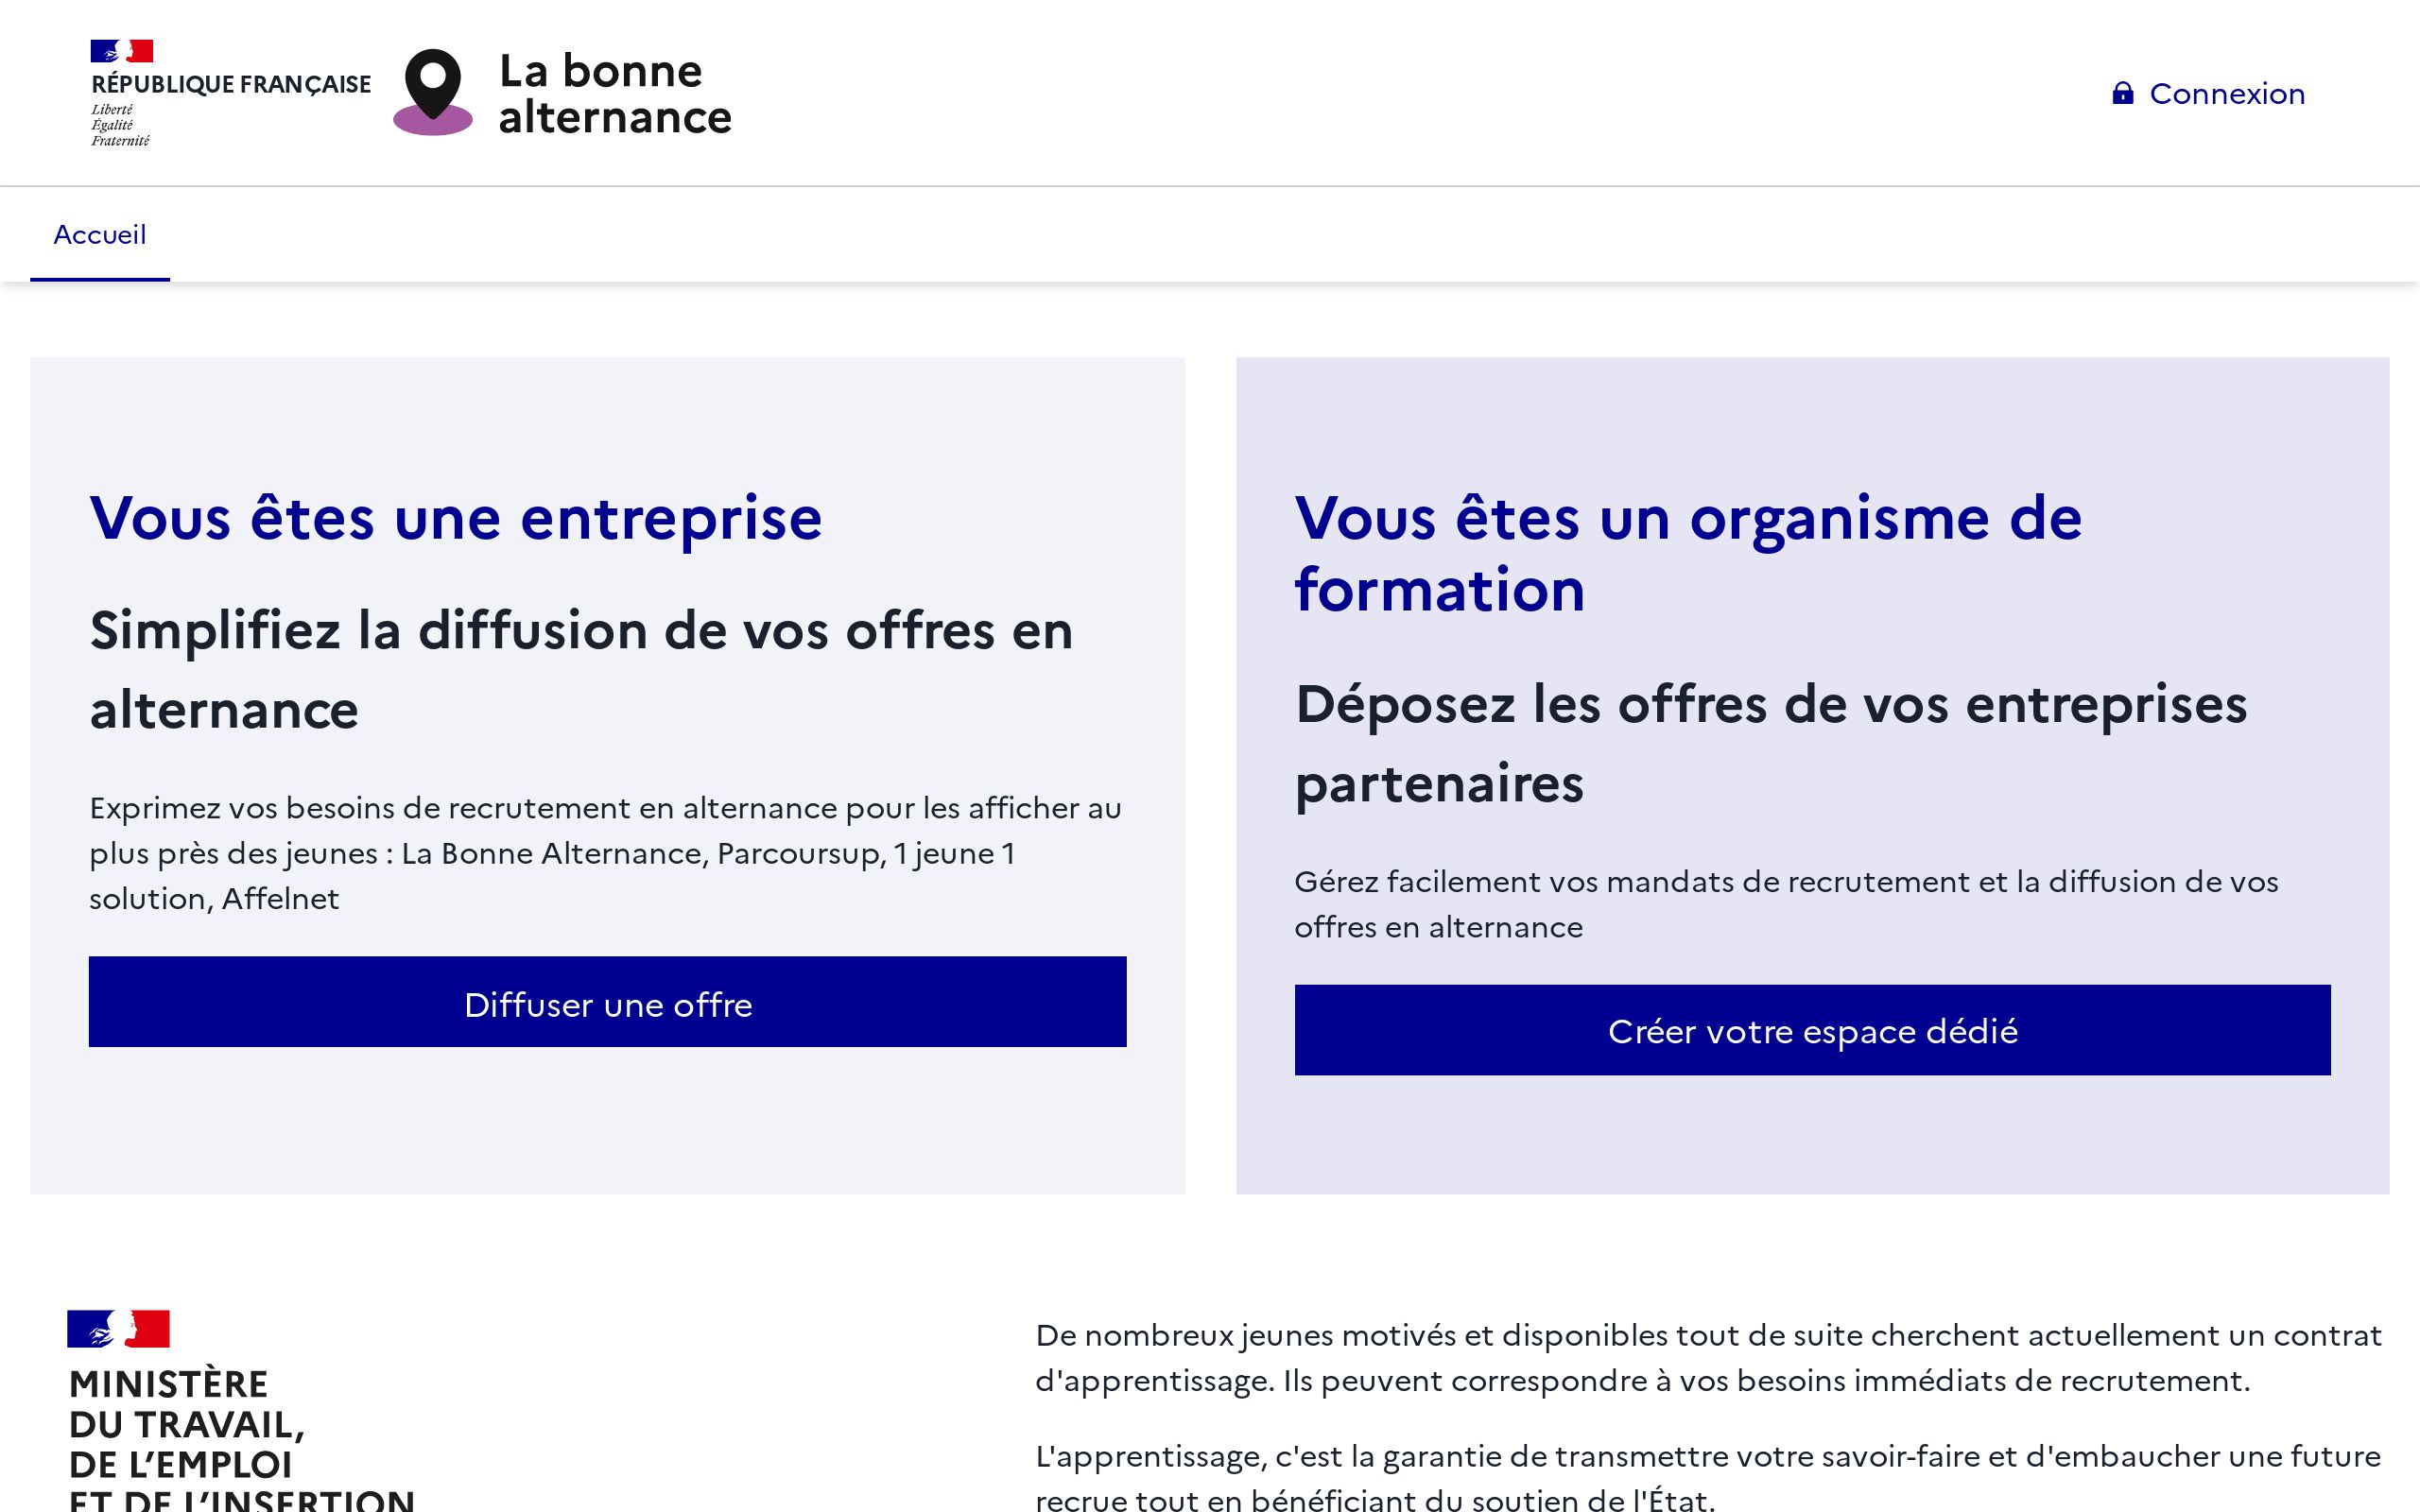 RÉPUBLIQUE FRANÇAISE
Liberté
Égalité
Fraternité
La bonne
alternance
Connexion
Accueil
Vous êtes une entreprise
Simplifiez la diffusion de vos offres en
alternance
Exprimez vos besoins de recrutement en alternance pour les afficher au
plus près des jeunes : La Bonne Alternance, Parcoursup, 1 jeune 1
solution, Affelnet
Diffuser une offre
Vous êtes un organisme de
formation
Déposez les offres de vos entreprises
partenaires
Gérez facilement vos mandats de recrutement et la diffusion de vos
offres en alternance
Créer votre espace dédié
MINISTÈRE
DU TRAVAIL,
DE L’EMPLOI
ET DE L’INSERTION
De nombreux jeunes motivés et disponibles tout de suite cherchent actuellement un contrat
d'apprentissage. Ils peuvent correspondre à vos besoins immédiats de recrutement.
L'apprentissage, c'est la garantie de transmettre votre savoir-faire et d'embaucher une future
recrue tout en bénéficiant du soutien de l'État.